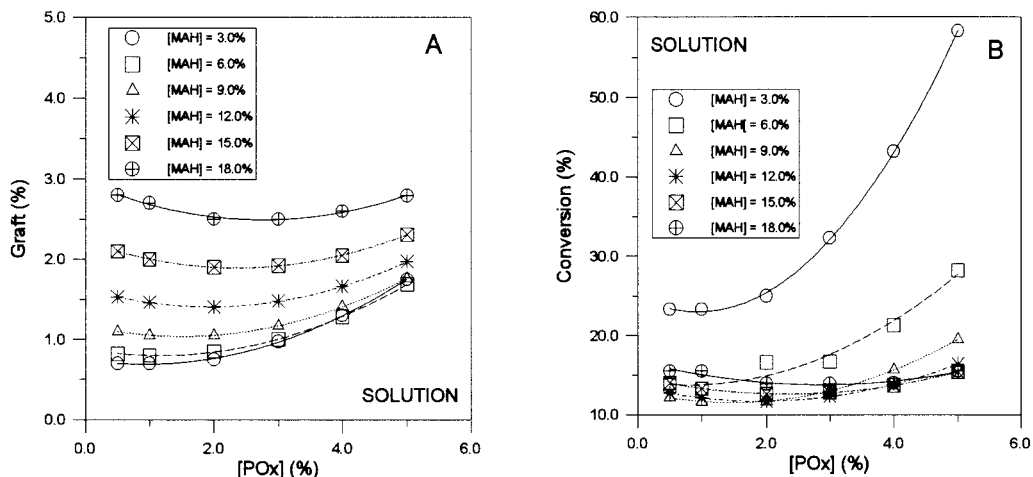 5.0
4.0
3.0
2.0
1.0
0.0
Graft (%)
[MAH] = 3.0%
[MAH] = 6.0%
[MAH] = 9.0%
[MAH] = 12.0%
[MAH] = 15.0%
[MAH] = 18.0%
A
SOLUTION
0.0 2.0 4.0 6.0
[POx] (%)
60.0
50.0
40.0
30.0
20.0
10.0
Conversion (%)
SOLUTION
B
[MAH] = 3.0%
[MAH[ = 6.0%
[MAH] = 9.0%
[MAH] = 12.0%
[MAH] = 15.0%
[MAH] = 18.0%
0.0 2.0 4.0 6.0
[POx] (%)